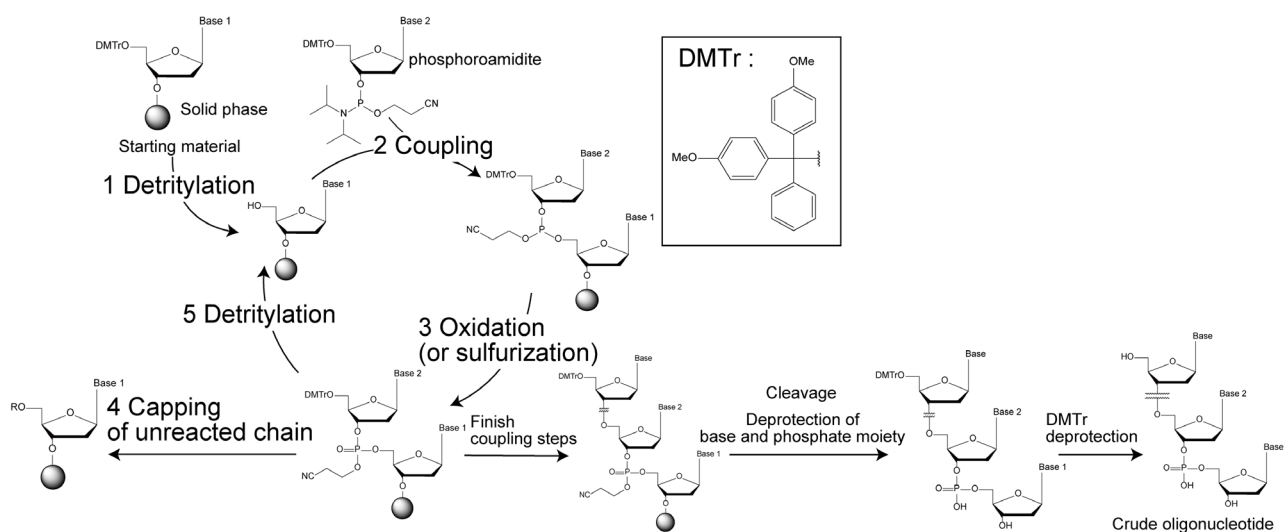 Base 1
DMTrO
O
O
Solid phase
Starting material
1 Detritylation
Base 2
DMTrO
O
phosphoroamidite
O
P
N
O
CN
2 Coupling
DMTr :
OMe
MeO
Base 1
HO
O
O
Base 2
DMTrO
O
O
Base 1
NC
O
P
O
O
O
5 Detritylation
3 Oxidation
(or sulfurization)
Base 1
RO
O
O
4 Capping
of unreacted chain
Base 2
DMTrO
O
O
Base 1
O=P
O
O
O
NC
O
Finish
coupling steps
Base
DMTrO
O
O
Base 2
O
O
Base 1
O=P
O
O
O
NC
O
Cleavage
Deprotection of
base and phosphate moiety
Base
DMTrO
O
O
Base 2
O
O
Base 1
O=P
O
OH
O
OH
DMTr
deprotection
Base
HO
O
O
Base 2
O
O
Base
O=P
O
OH
O
OH
Crude oligonucleotide